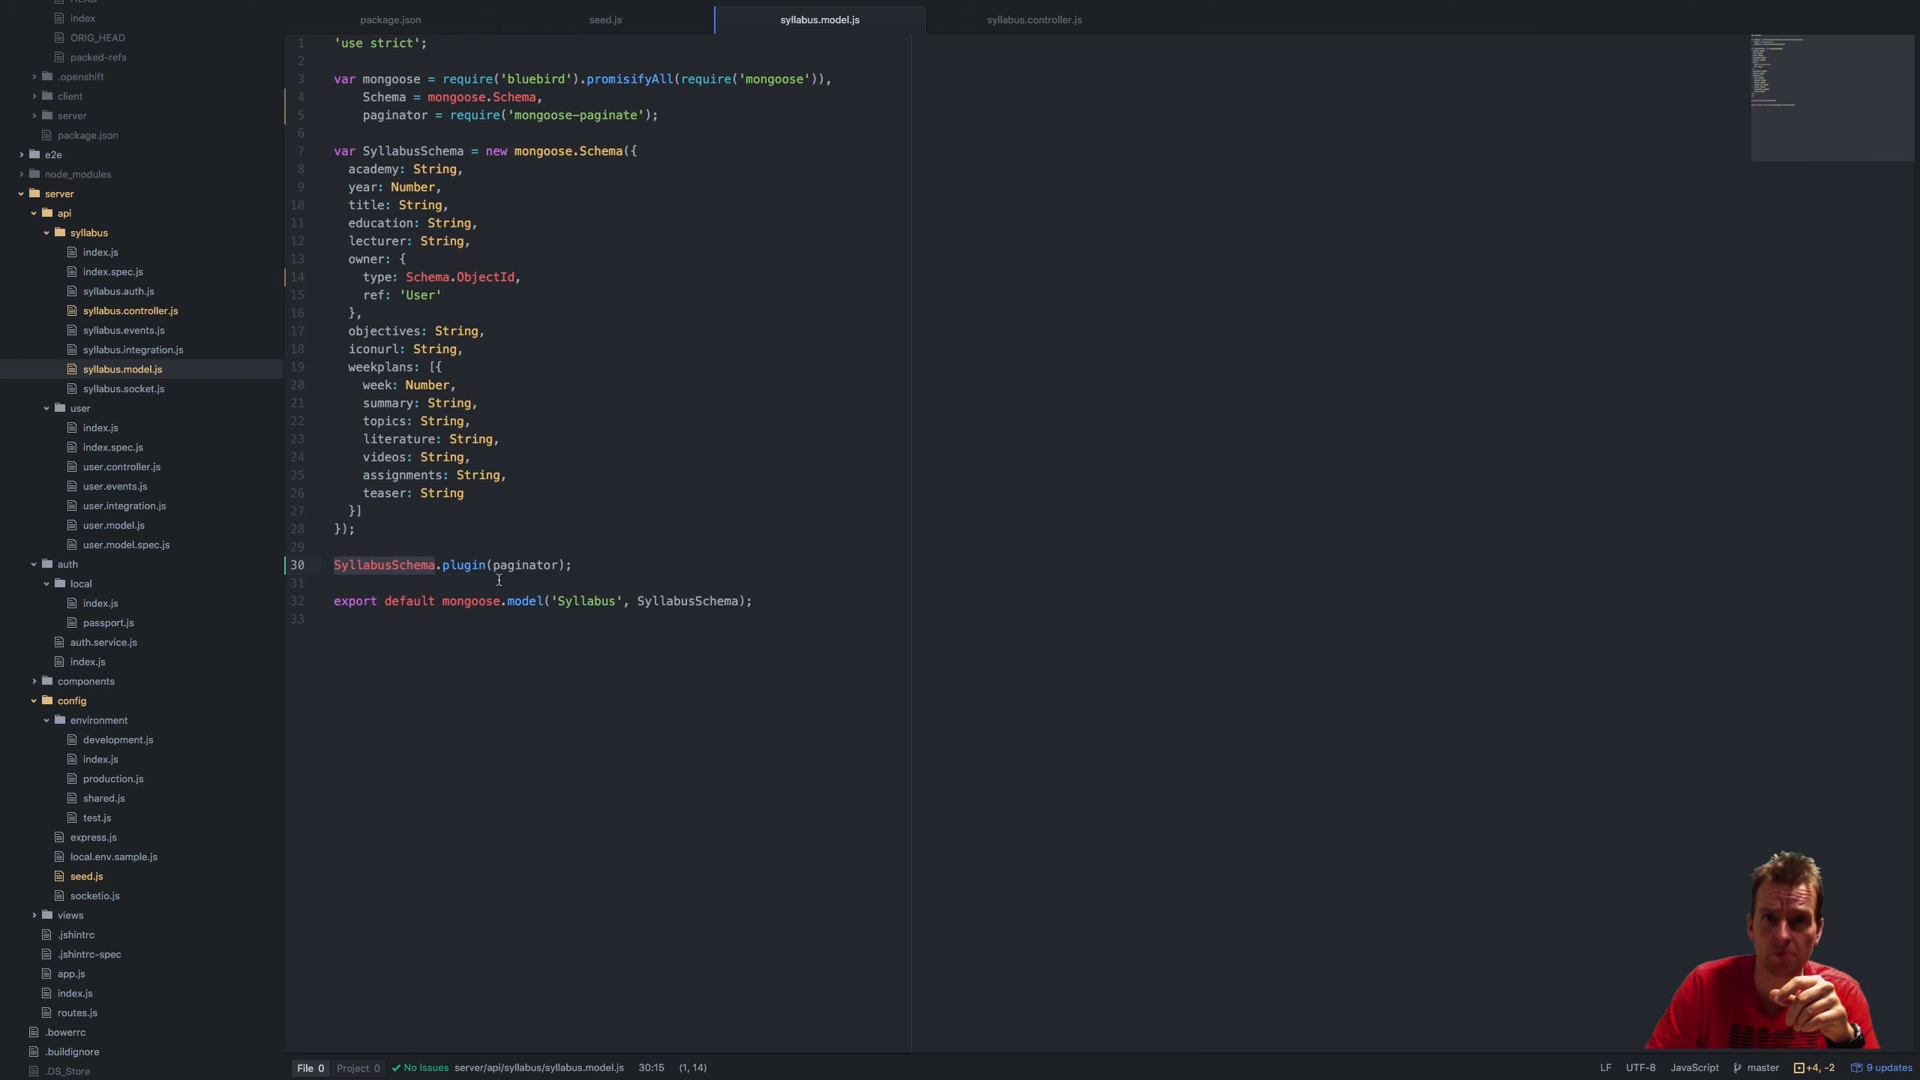 package.json
seed.js
syllabus.model.js
syllabus.controller.js
index
ORIG_HEAD
packed-refs
.openshift
client
server
package.json
e2e
node_modules
server
api
syllabus
index.js
index.spec.js
syllabus.auth.js
syllabus.controller.js
syllabus.events.js
syllabus.integration.js
syllabus.model.js
syllabus.socket.js
user
index.js
index.spec.js
user.controller.js
user.events.js
user.integration.js
user.model.js
user.model.spec.js
auth
local
index.js
passport.js
auth.service.js
index.js
components
config
environment
development.js
index.js
production.js
shared.js
test.js
express.js
local.env.sample.js
seed.js
socketio.js
views
.jshintrc
.jshintrc-spec
app.js
index.js
routes.js
.bowerrc
.buildignore
.DS_Store
1 'use strict';
2
3 var mongoose = require('bluebird').promisifyAll(require('mongoose')),
4 Schema = mongoose.Schema,
5 paginator = require('mongoose-paginate');
6
7 var SyllabusSchema = new mongoose.Schema({
8 academy: String,
9 year: Number,
10 title: String,
11 education: String,
12 lecturer: String,
13 owner: {
14 type: Schema.ObjectId,
15 ref: 'User'
16 },
17 objectives: String,
18 iconurl: String,
19 weekplans: [{
20 week: Number,
21 summary: String,
22 topics: String,
23 literature: String,
24 videos: String,
25 assignments: String,
26 teaser: String
27 }]
28 });
29
30 SyllabusSchema.plugin(paginator);
31
32 export default mongoose.model('Syllabus', SyllabusSchema);
33
File 0 Project 0 No Issues server/api/syllabus/syllabus.model.js 30:15 (1, 14)
LF UTF-8 JavaScript master +4, -2 9 updates